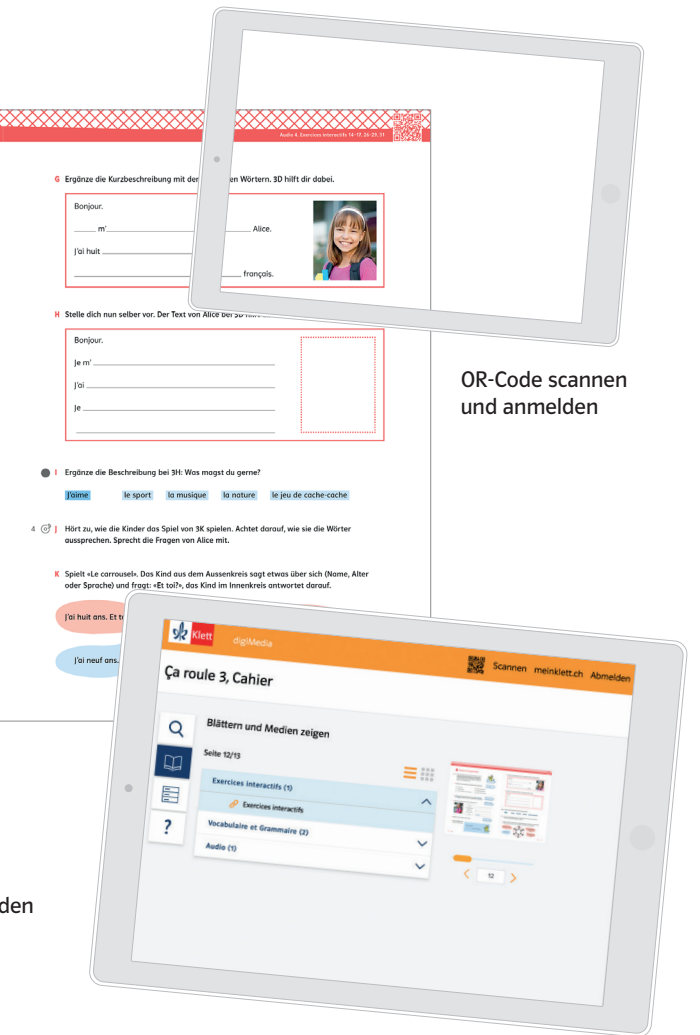 Audio 4, Exercices interactifs 14–17, 26–29, 31
G Ergänze die Kurzbeschreibung mit den en Wörtern. 3D hilft dir dabei.
Bonjour.
m' Alice.
J'ai huit
français.
H Stelle dich nun selber vor. Der Text von Alice bei 3D hilft
Bonjour.
Je m'
J'ai
Je
OR-Code scannen
und anmelden
I Ergänze die Beschreibung bei 3H: Was magst du gerne?
J'aime le sport la musique la nature le jeu de cache-cache
4 J Hört zu, wie die Kinder das Spiel von 3K spielen. Achtet darauf, wie sie die Wörter
aussprechen. Sprecht die Fragen von Alice mit.
K Spielt «Le carrousel». Das Kind aus dem Aussenkreis sagt etwas über sich (Name, Alter
oder Sprache) und fragt: «Et toi?», das Kind im Innenkreis antwortet darauf.
J'ai huit ans. Et to
J'ai neuf ans.
Klett digiMedia Scannen meinklett.ch Abmelden
Ça roule 3, Cahier
Blättern und Medien zeigen
Seite 12/13
Exercices interactifs (1)
Exercices interactifs
Vocabulaire et Grammaire (2)
Audio (1)
? 
< 12 >
den